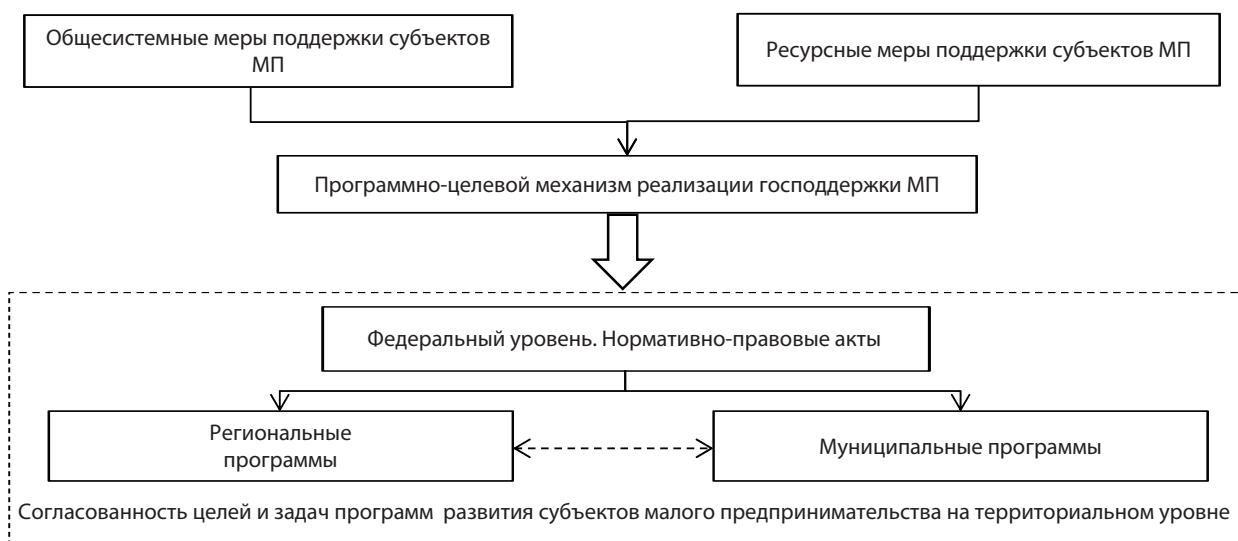 Общесистемные меры поддержки субъектов
МП
Ресурсные меры поддержки субъектов МП
Программно-целевой механизм реализации господдержки МП
Федеральный уровень. Нормативно-правовые акты
Региональные
программы
Муниципальные программы
Согласованность целей и задач программ развития субъектов малого предпринимательства на территориальном уровне